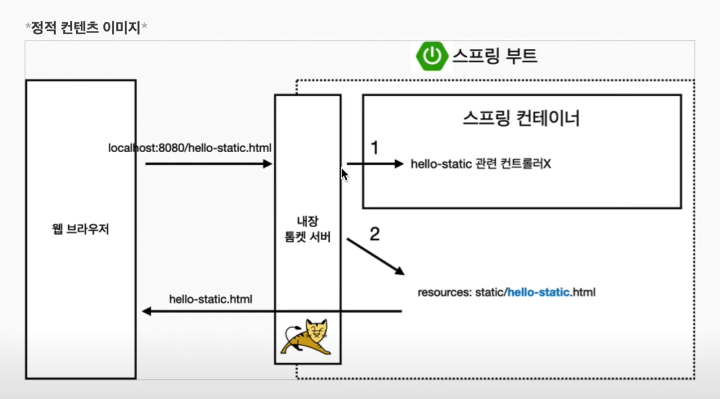 *정적 컨텐츠 이미지*
스프링 부트
스프링 컨테이너
localhost:8080/hello-static.html
1
hello-static 관련 컨트롤러X
웹 브라우저
내장
톰켓 서버
2
resources: static/hello-static.html
hello-static.html